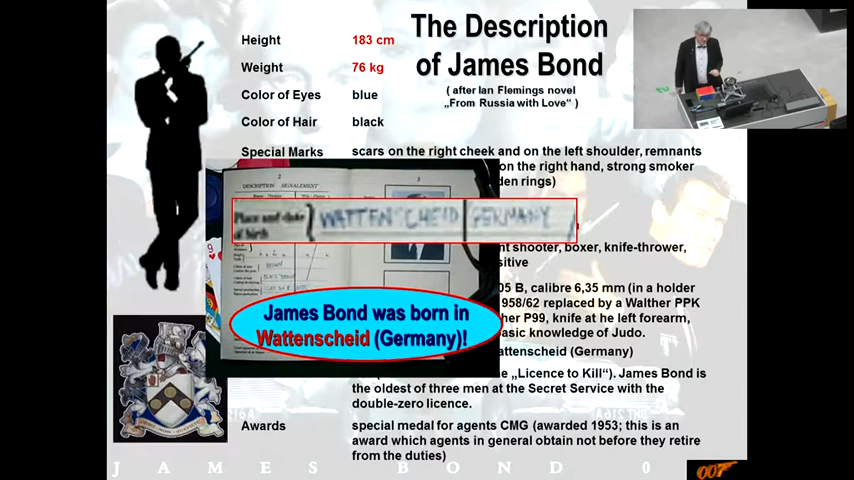 The Description
of James Bond
( after Ian Flemings novel
„From Russia with Love“ )
Height 183 cm
Weight 76 kg
Color of Eyes blue
Color of Hair black
Special Marks scars on the right cheek and on the left shoulder, remnants
on the right hand, strong smoker
den rings)
2
3
DESCRIPTION SIGNALEMENT
Place and date
of birth
WATTENSCHEID GERMANY
nt shooter, boxer, knife-thrower,
sitive
05 B, calibre 6,35 mm (in a holder
958/62 replaced by a Walther PPK
her P99, knife at he left forearm,
asic knowledge of Judo.
James Bond was born in
Wattenscheid (Germany)!
attenscheid (Germany)
e „Licence to Kill“). James Bond is
the oldest of three men at the Secret Service with the
double-zero licence.
Awards special medal for agents CMG (awarded 1953; this is an
award which agents in general obtain not before they retire
from the duties)
J A M E S B O N D 0
007